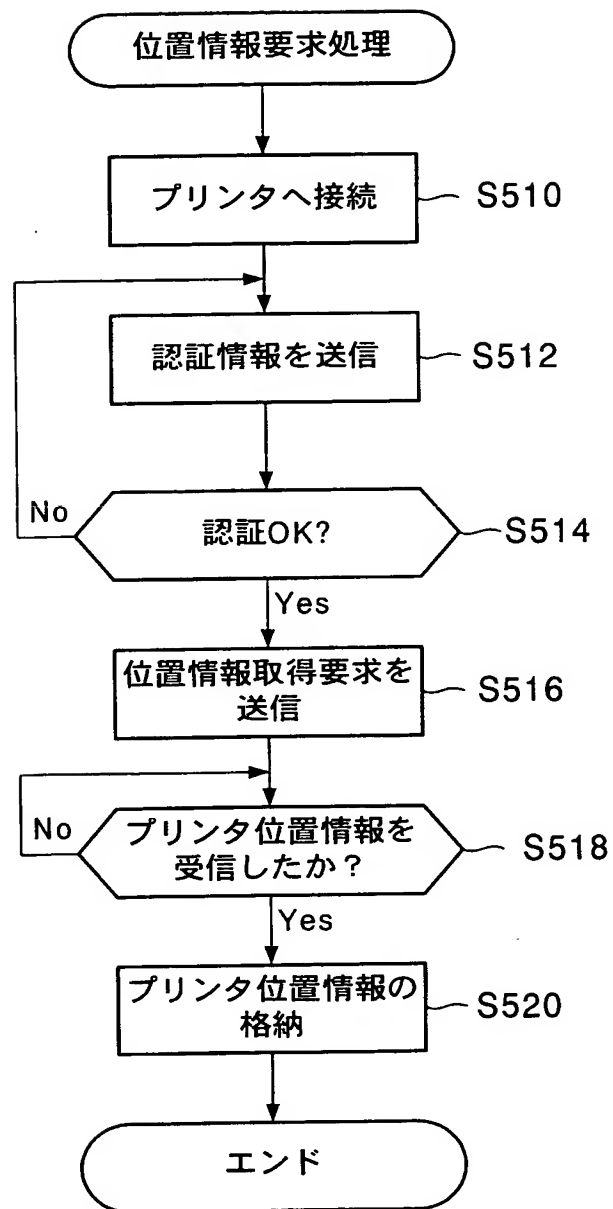 位置情報要求処理
プリンタへ接続
S510
認証情報を送信
S512
No
認証OK?
S514
Yes
位置情報取得要求を
送信
S516
No
プリンタ位置情報を
受信したか？
S518
Yes
プリンタ位置情報の
格納
S520
エンド